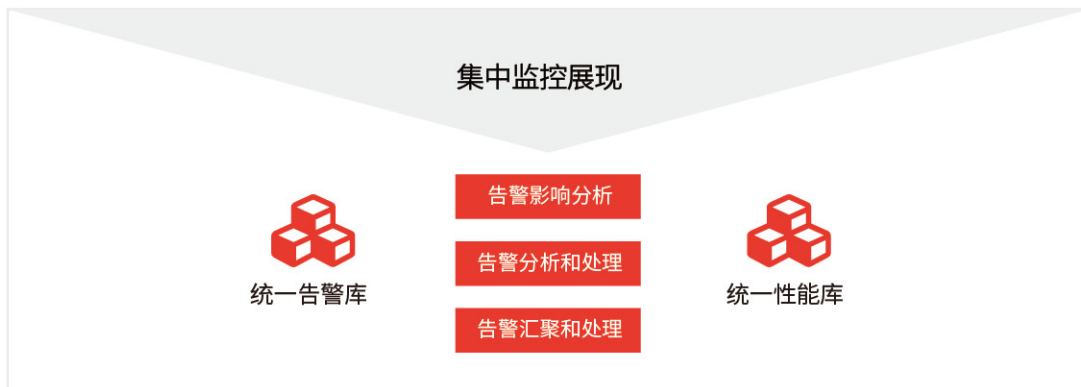 集中监控展现
告警影响分析
统一告警库
告警分析和处理
统一性能库
告警汇聚和处理